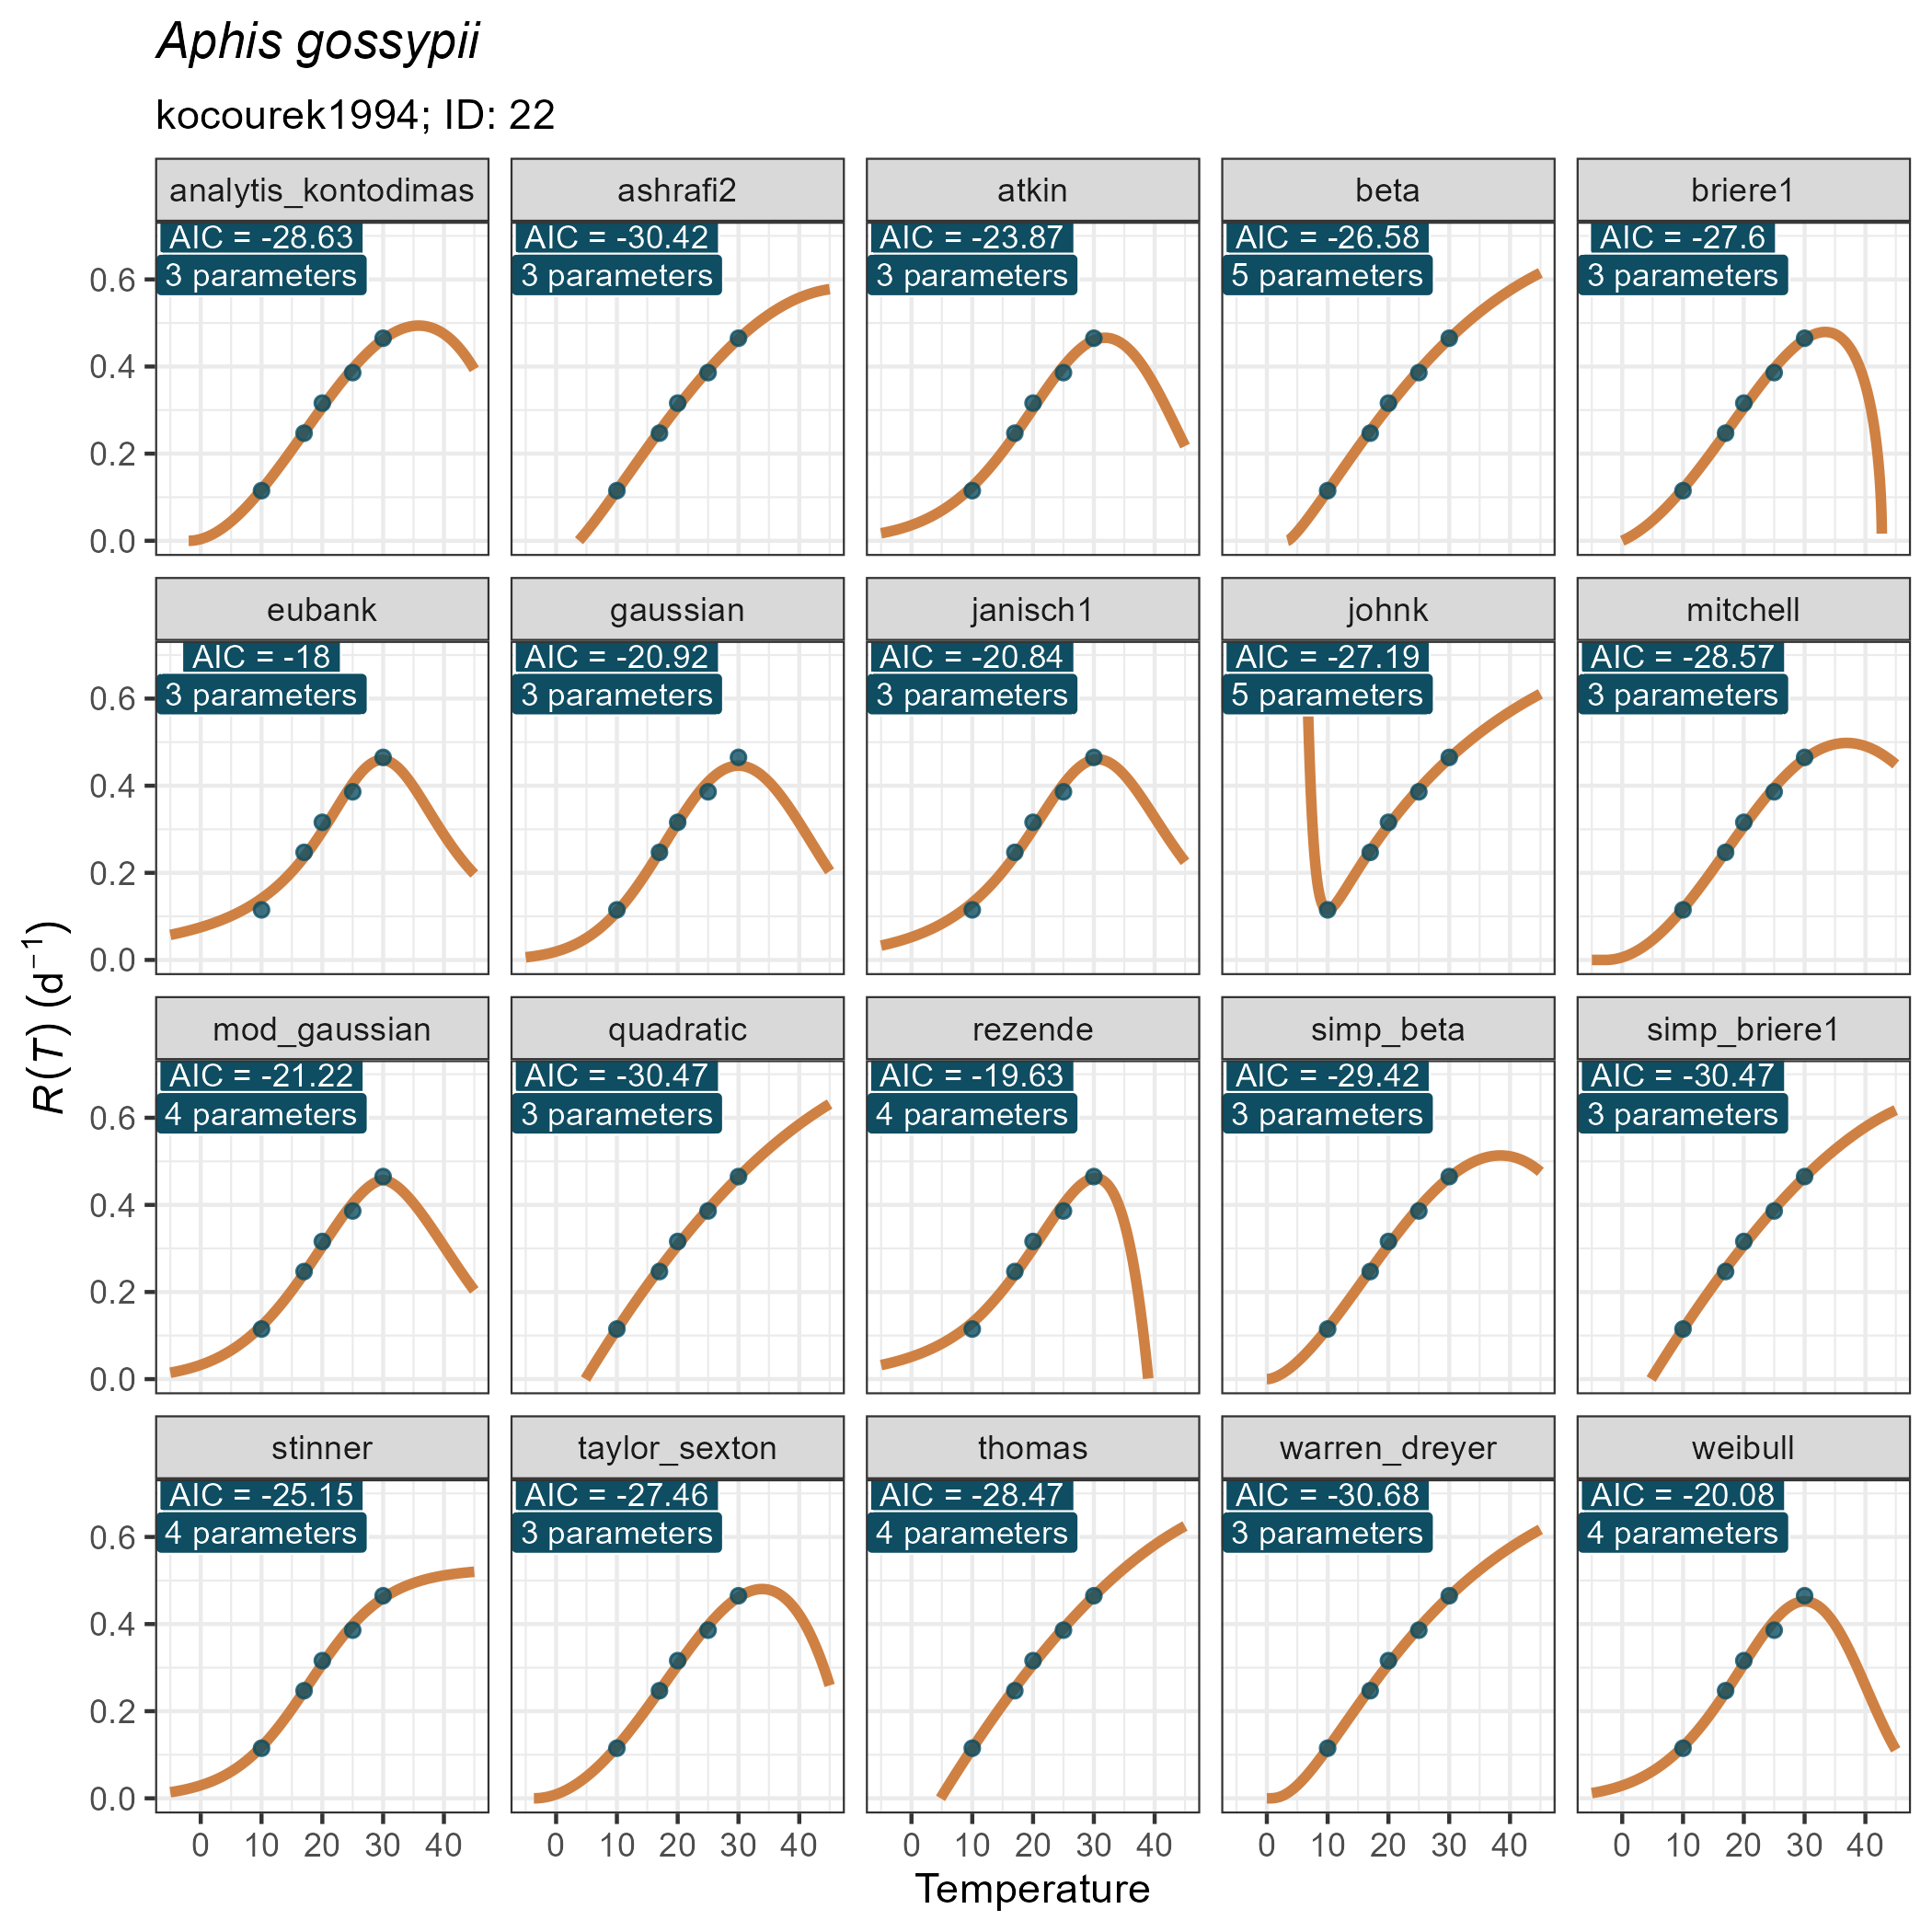 Aphis gossypii
kocourek1994; ID: 22
analytis_kontodimas
ashrafi2
atkin
beta
briere1
AIC = -28.63
3 parameters
AIC = -30.42
3 parameters
AIC = -23.87
3 parameters
AIC = -26.58
5 parameters
AIC = -27.6
3 parameters
0.6
0.4
0.2
0.0
eubank
gaussian
janisch1
johnk
mitchell
AIC = -18
3 parameters
AIC = -20.92
3 parameters
AIC = -20.84
3 parameters
AIC = -27.19
5 parameters
AIC = -28.57
3 parameters
0.6
0.4
0.2
0.0
R(T) (d⁻¹)
mod_gaussian
quadratic
rezende
simp_beta
simp_briere1
AIC = -21.22
4 parameters
AIC = -30.47
3 parameters
AIC = -19.63
4 parameters
AIC = -29.42
3 parameters
AIC = -30.47
3 parameters
0.6
0.4
0.2
0.0
stinner
taylor_sexton
thomas
warren_dreyer
weibull
AIC = -25.15
4 parameters
AIC = -27.46
3 parameters
AIC = -28.47
4 parameters
AIC = -30.68
3 parameters
AIC = -20.08
4 parameters
0.6
0.4
0.2
0.0
0 10 20 30 40
0 10 20 30 40
0 10 20 30 40
0 10 20 30 40
0 10 20 30 40
Temperature